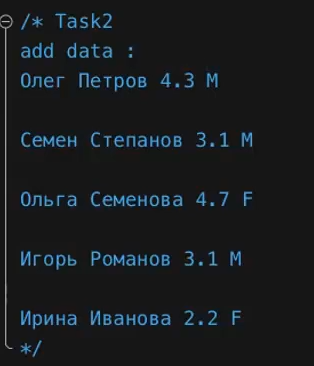 /* Task2
add data :
Олег Петров 4.3 M
Семен Степанов 3.1 M
Ольга Семенова 4.7 F
Игорь Романов 3.1 M
Ирина Иванова 2.2 F
*/